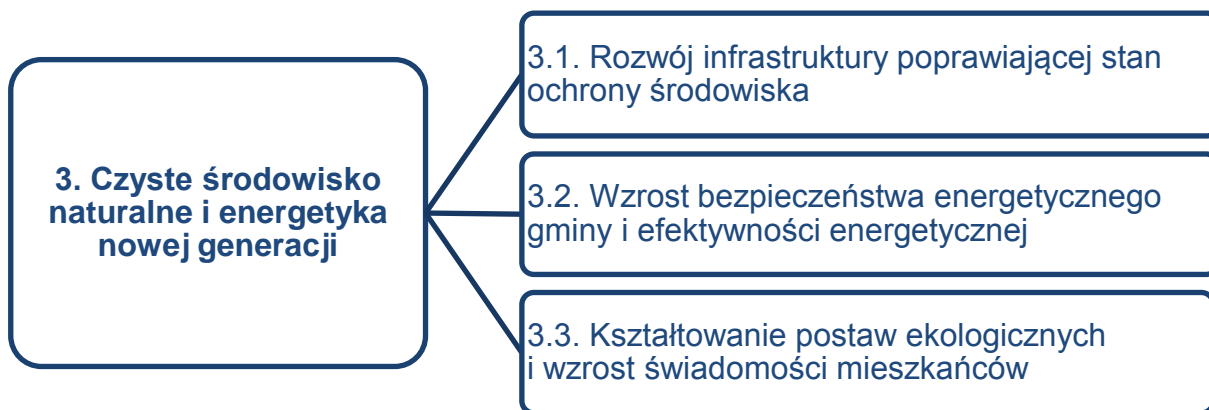 3. Czyste środowisko
naturalne i energetyka
nowej generacji
3.1. Rozwój infrastruktury poprawiającej stan
ochrony środowiska
3.2. Wzrost bezpieczeństwa energetycznego
gminy i efektywności energetycznej
3.3. Kształtowanie postaw ekologicznych
i wzrost świadomości mieszkańców